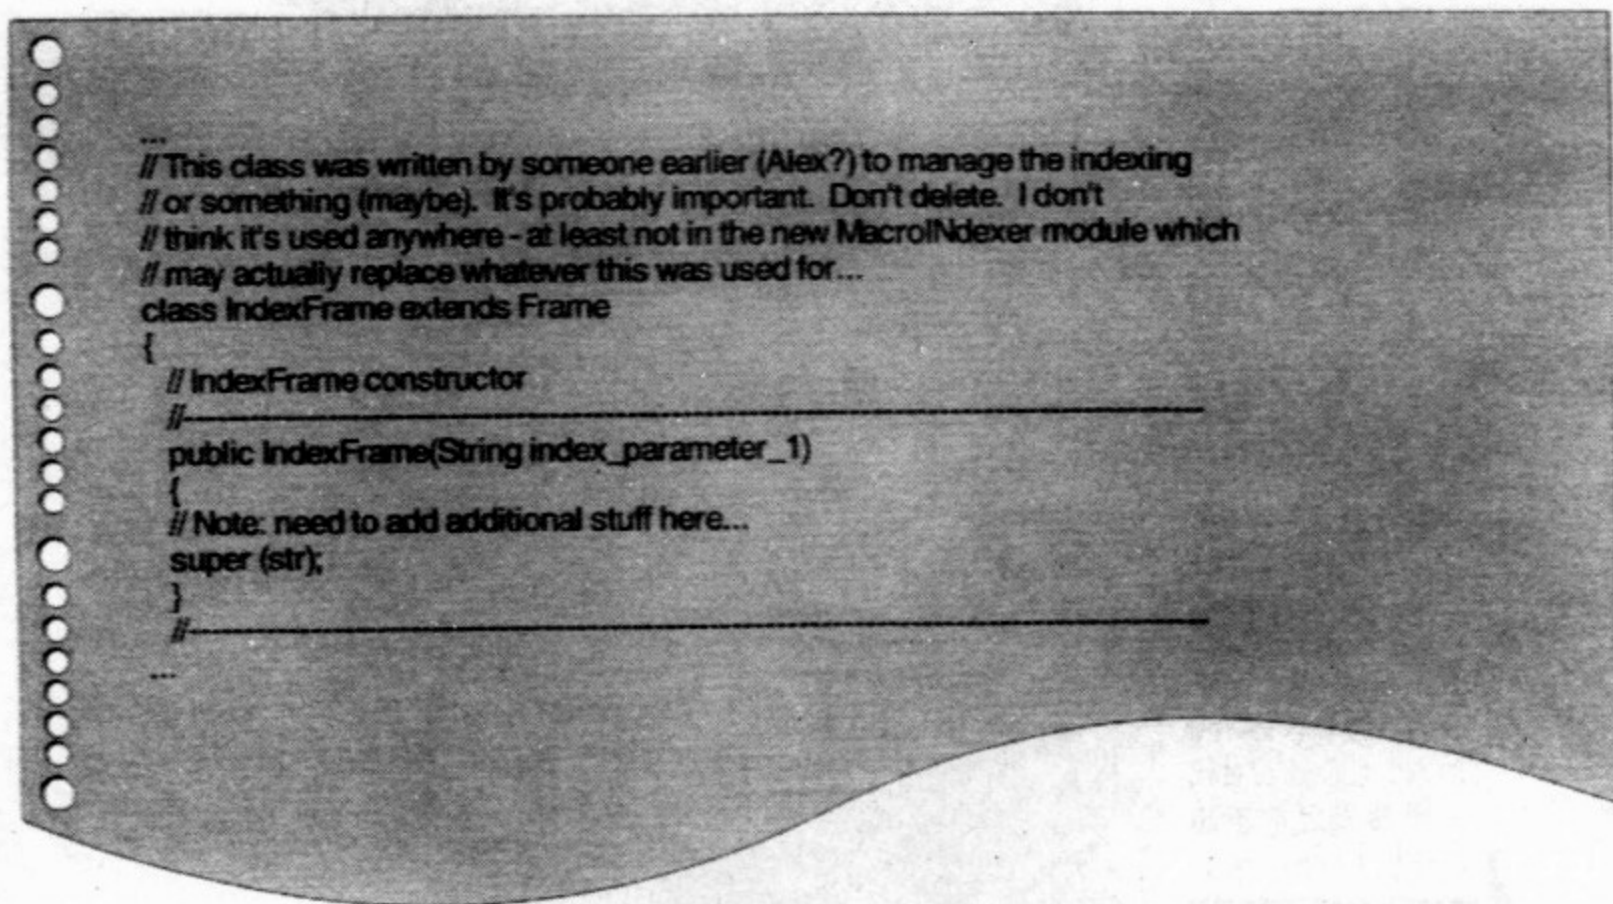 ...
// This class was written by someone earlier (Alex?) to manage the indexing
// or something (maybe). It's probably important. Don't delete. I don't
// think it's used anywhere - at least not in the new MacroINdexer module which
// may actually replace whatever this was used for...
class IndexFrame extends Frame
{
// IndexFrame constructor
//----------------------------------------------------------------------
public IndexFrame(String index_parameter_1)
{
// Note: need to add additional stuff here...
super (str);
}
//----------------------------------------------------------------------
...